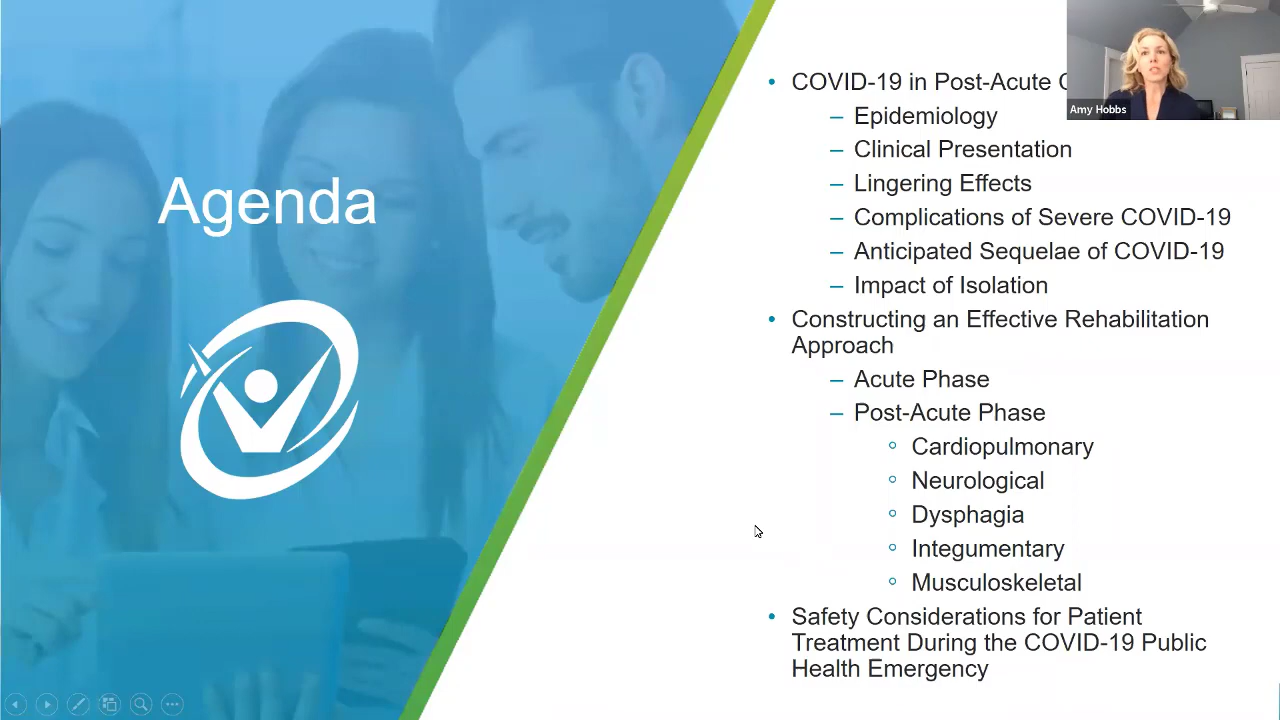 Agenda
COVID-19 in Post-Acute
Amy Hobbs
– Epidemiology
– Clinical Presentation
– Lingering Effects
– Complications of Severe COVID-19
– Anticipated Sequelae of COVID-19
– Impact of Isolation
Constructing an Effective Rehabilitation
Approach
– Acute Phase
– Post-Acute Phase
Cardiopulmonary
Neurological
Dysphagia
Integumentary
Musculoskeletal
Safety Considerations for Patient
Treatment During the COVID-19 Public
Health Emergency